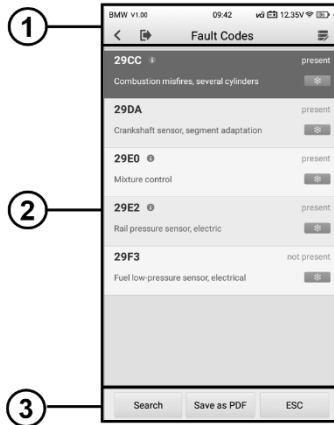 BMW V1.00 09:42 12.35V
Fault Codes
1
29CC present
Combustion misfires, several cylinders
29DA present
Crankshaft sensor, segment adaptation
29E0 present
Mixture control
2
29E2 present
Rail pressure sensor, electric
29F3 not present
Fuel low-pressure sensor, electrical
3
Search Save as PDF ESC